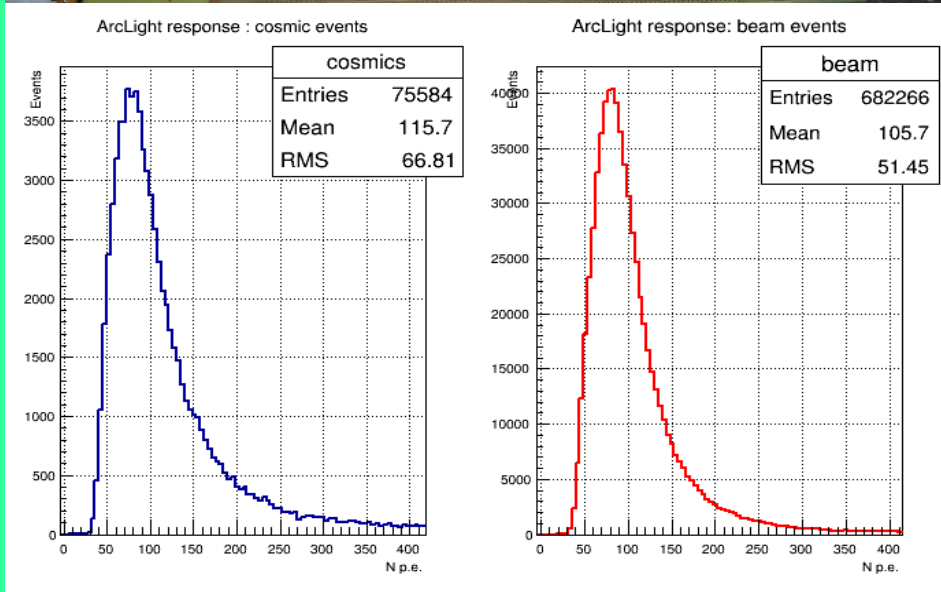 ArcLight response : cosmic events
cosmics
Entries 75584
Mean 115.7
RMS 66.81
Events
3500
3000
2500
2000
1500
1000
500
0
0 50 100 150 200 250 300 350 400
N p.e.
ArcLight response: beam events
beam
Entries 682266
Mean 105.7
RMS 51.45
Events
40000
35000
30000
25000
20000
15000
10000
5000
0
0 50 100 150 200 250 300 350 400
N p.e.